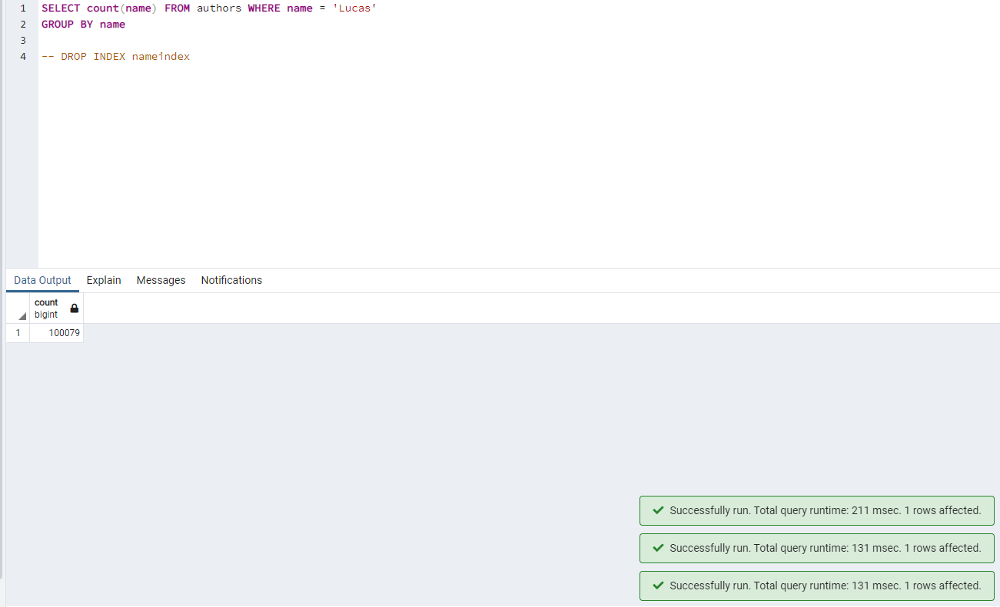 1 SELECT count(name) FROM authors WHERE name = 'Lucas'
2 GROUP BY name
3
4 -- DROP INDEX nameindex
Data Output Explain Messages Notifications
count
bigint
1 100079
Successfully run. Total query runtime: 211 msec. 1 rows affected.
Successfully run. Total query runtime: 131 msec. 1 rows affected.
Successfully run. Total query runtime: 131 msec. 1 rows affected.